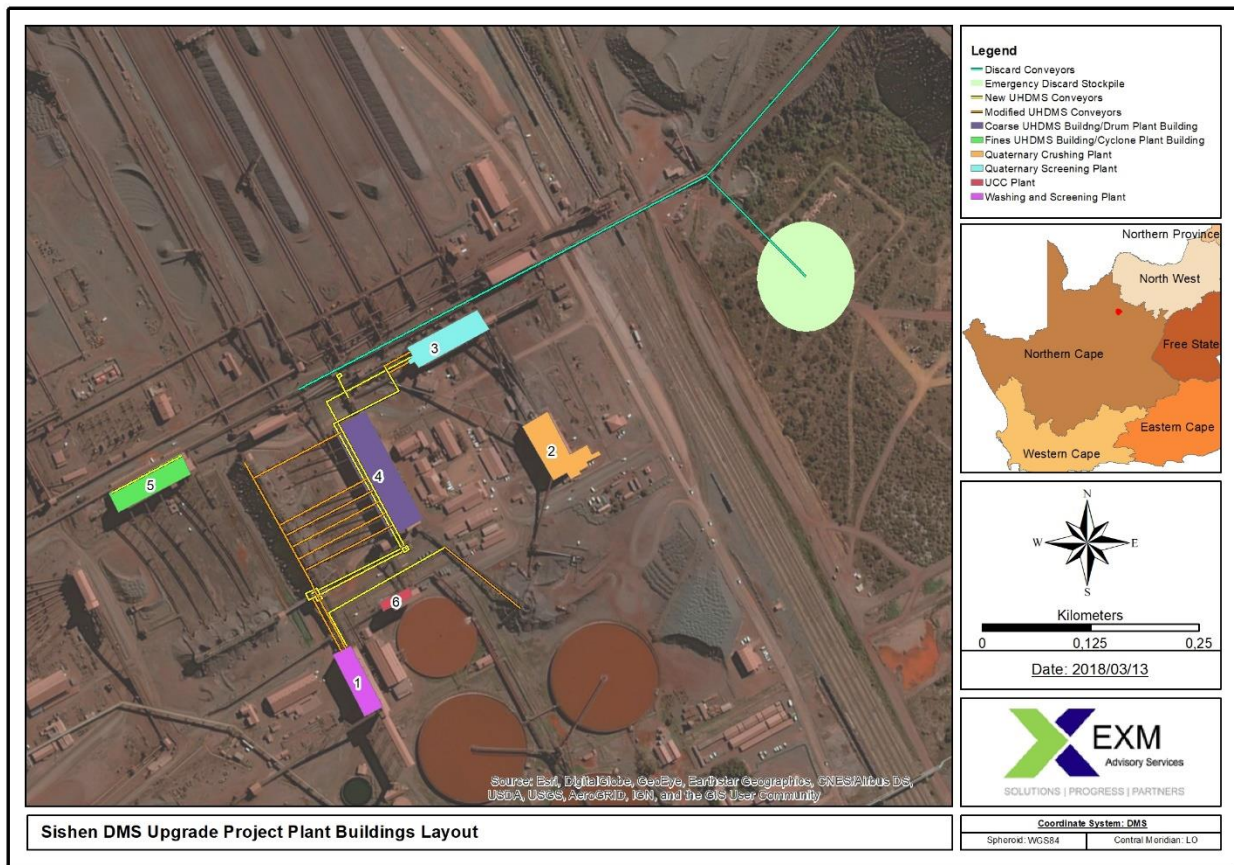 Legend
Discard Conveyors
Emergency Discard Stockpile
New UHDMS Conveyors
Modified UHDMS Conveyors
Coarse UHDMS Buildng/Drum Plant Building
Fines UHDMS Building/Cyclone Plant Building
Quaternary Crushing Plant
Quaternary Screening Plant
UCC Plant
Washing and Screening Plant
3
2
4
5
6
1
Northern Province
North West
Northern Cape
Free State
Eastern Cape
Western Cape
N
W
E
S
Kilometers
0
0,125
0,25
Date: 2018/03/13
EXM
Advisory Services
SOLUTIONS | PROGRESS | PARTNERS
Source: Esri, DigitalGlobe, GeoEye, Earthstar Geographics, CNES/Airbus DS,
USDA, USGS, AeroGRID, IGN, and the GIS User Community
Sishen DMS Upgrade Project Plant Buildings Layout
Coordinate System: DMS
Spheroid: WGS84
Central Meridian: LO